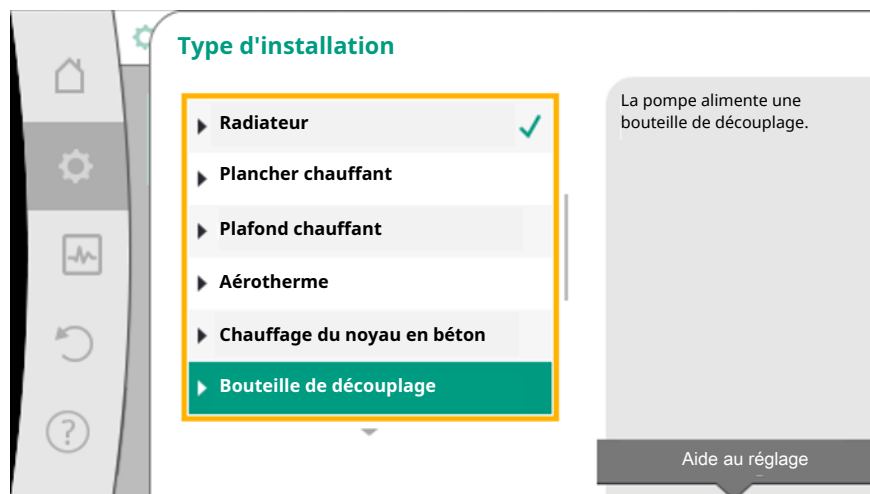 Type d'installation
Radiateur
Plancher chauffant
Plafond chauffant
Aérotherme
Chauffage du noyau en béton
Bouteille de découplage
La pompe alimente une
bouteille de découplage.
Aide au réglage
?